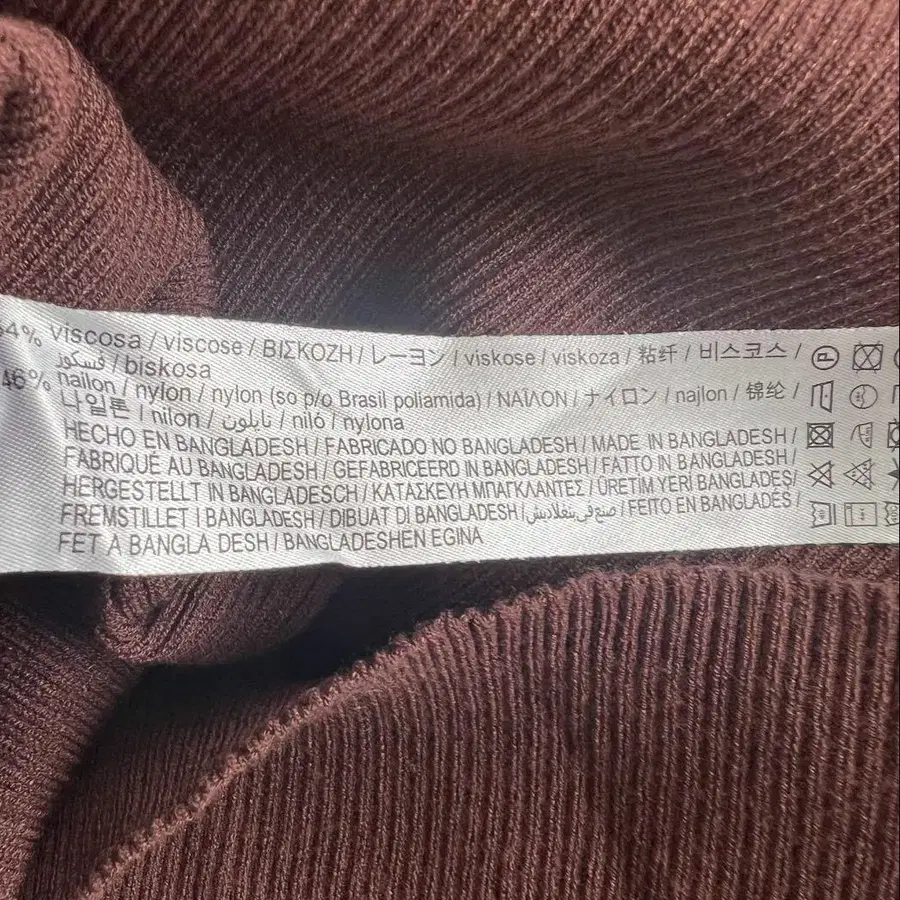 54% viscosa / viscose / ΒΙΣΚΟΖΗ / レーヨン / viskose / viskoza / 粘纤 / 비스코스 /
فسكوز / biskosa
46% nailon / nylon / nylon (so p/o Brasil poliamida) / ΝΑΪΛΟΝ / ナイロン / najlon / 锦纶 /
나일론 / nilon / نايلون / niló / nylona
HECHO EN BANGLADESH / FABRICADO NO BANGLADESH / MADE IN BANGLADESH /
FABRIQUÉ AU BANGLADESH / GEFABRICEERD IN BANGLADESH / FATTO IN BANGLADESH /
HERGESTELLT IN BANGLADESCH / ΚΑΤΑΣΚΕΥΗ ΜΠΑΓΚΛΑΝΤΕΣ / ÜRETIM YERI BANGLADEŞ/
FREMSTILLET I BANGLADESH / DIBUAT DI BANGLADESH / صنع في بنغلاديش / FEITO EN BANGLADÉS /
FET A BANGLA DESH / BANGLADESHEN EGINA